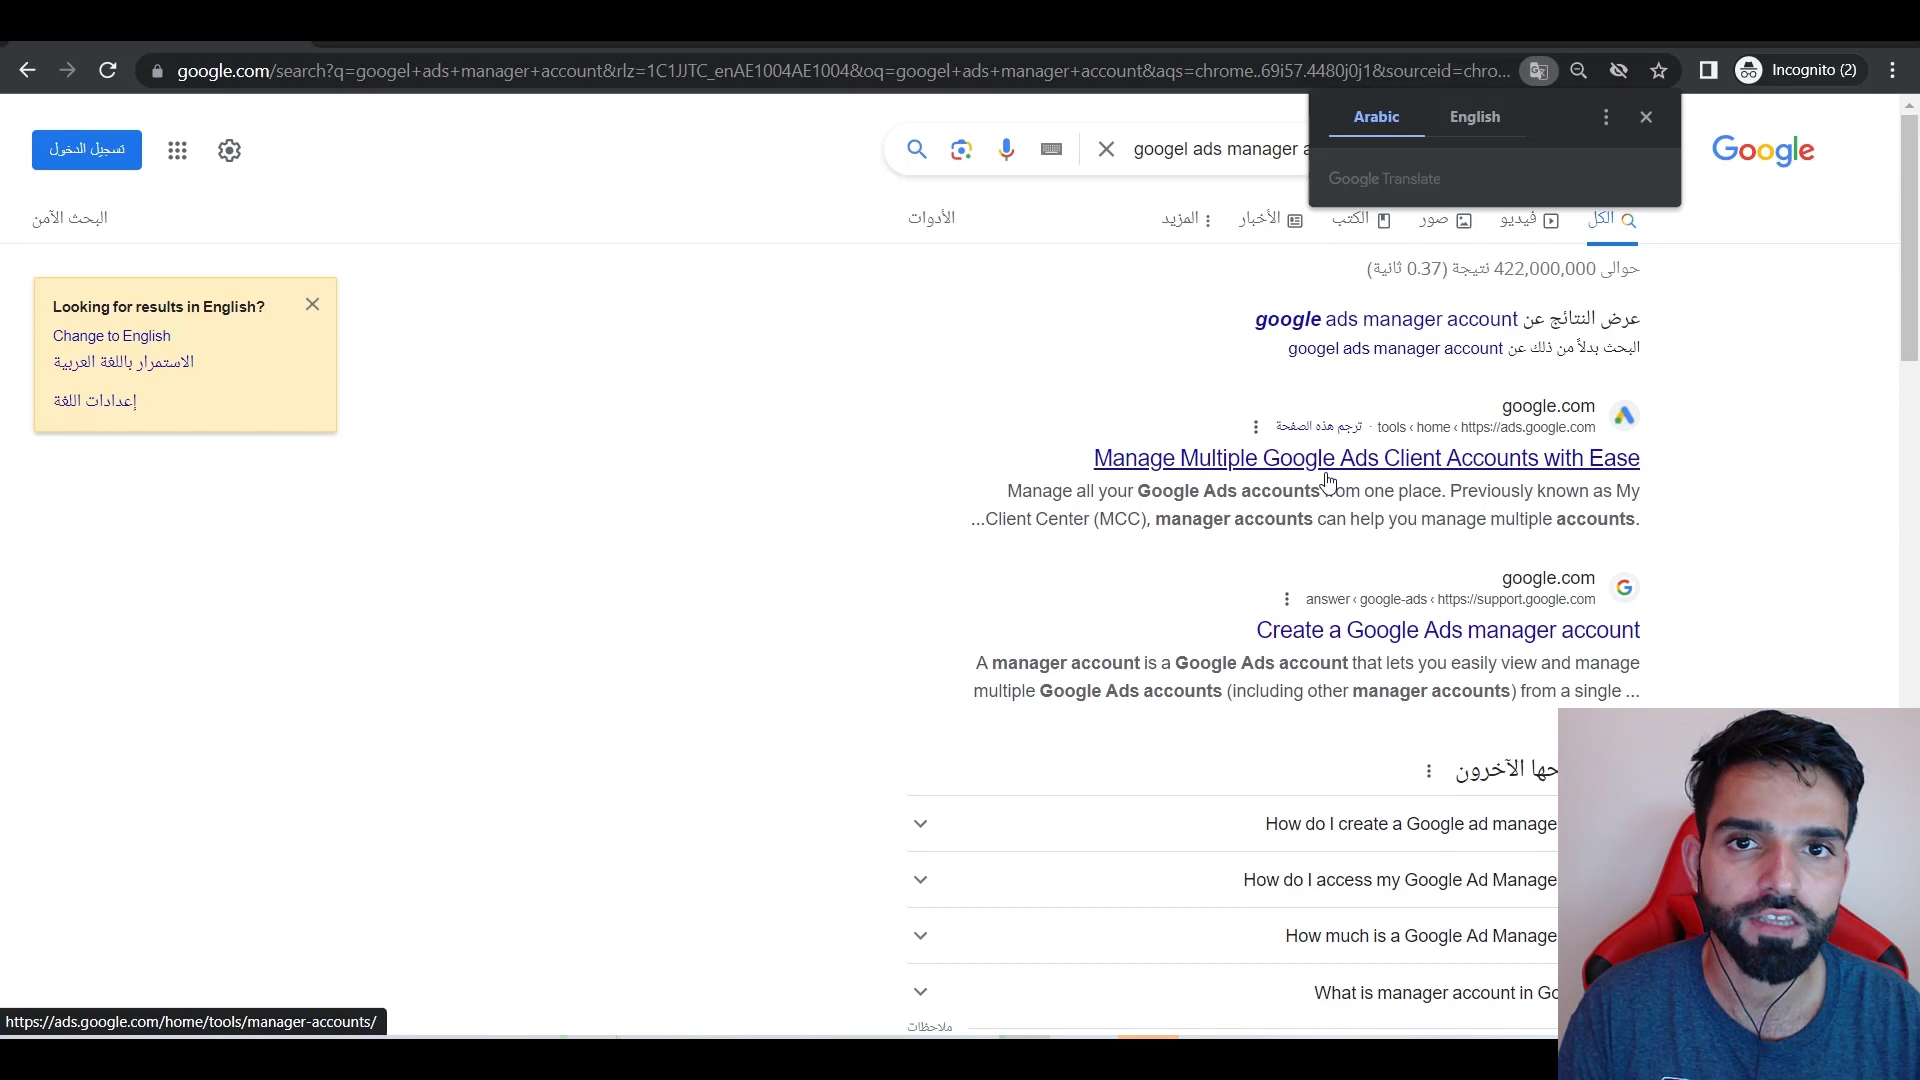 google.com/search?q=googel+ads+manager+account&rlz=1C1JJTC_enAE1004AE1004&oq=googel+ads+manager+account&aqs=chrome..69i57.4480j0j1&sourceid=chro...
Incognito (2)
Arabic English
Google Translate
تسجيل الدخول
googel ads manager a
Google
الكل
فيديو
صور
الكتب
الأخبار
المزيد
الأدوات
البحث الآمن
حوالى 422,000,000 نتيجة (0.37 ثانية)
Looking for results in English?
Change to English
الاستمرار باللغة العربية
إعدادات اللغة
عرض النتائج عن google ads manager account
البحث بدلاً من ذلك عن googel ads manager account
google.com
https://ads.google.com › home › tools · ترجم هذه الصفحة
Manage Multiple Google Ads Client Accounts with Ease
Manage all your Google Ads accounts om one place. Previously known as My
...Client Center (MCC), manager accounts can help you manage multiple accounts.
google.com
https://support.google.com › google-ads › answer
Create a Google Ads manager account
A manager account is a Google Ads account that lets you easily view and manage
multiple Google Ads accounts (including other manager accounts) from a single ...
حها الآخرون
How do I create a Google ad manage
How do I access my Google Ad Manage
How much is a Google Ad Manage
What is manager account in Go
ملاحظات
https://ads.google.com/home/tools/manager-accounts/